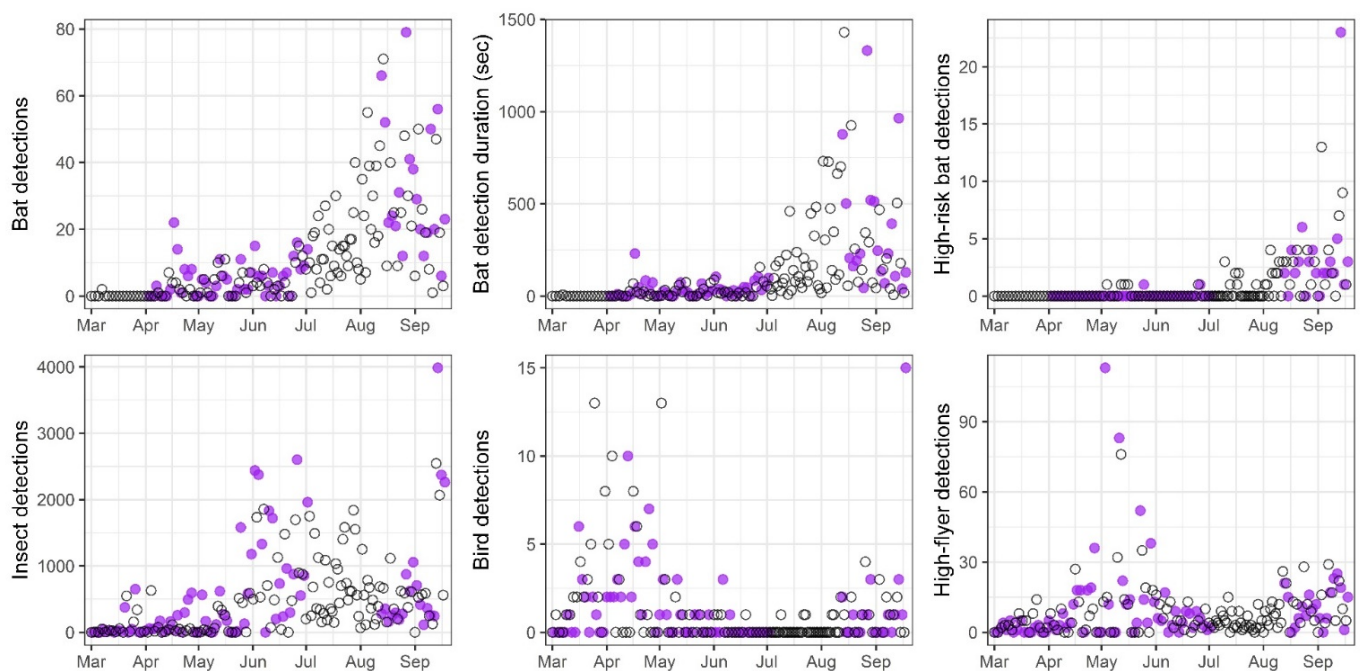 Bat detections
80
60
40
20
0
Mar Apr May Jun Jul Aug Sep
Bat detection duration (sec)
1500
1000
500
0
Mar Apr May Jun Jul Aug Sep
High-risk bat detections
20
15
10
5
0
Mar Apr May Jun Jul Aug Sep
Insect detections
4000
3000
2000
1000
0
Mar Apr May Jun Jul Aug Sep
Bird detections
15
10
5
0
Mar Apr May Jun Jul Aug Sep
High-flyer detections
90
60
30
0
Mar Apr May Jun Jul Aug Sep